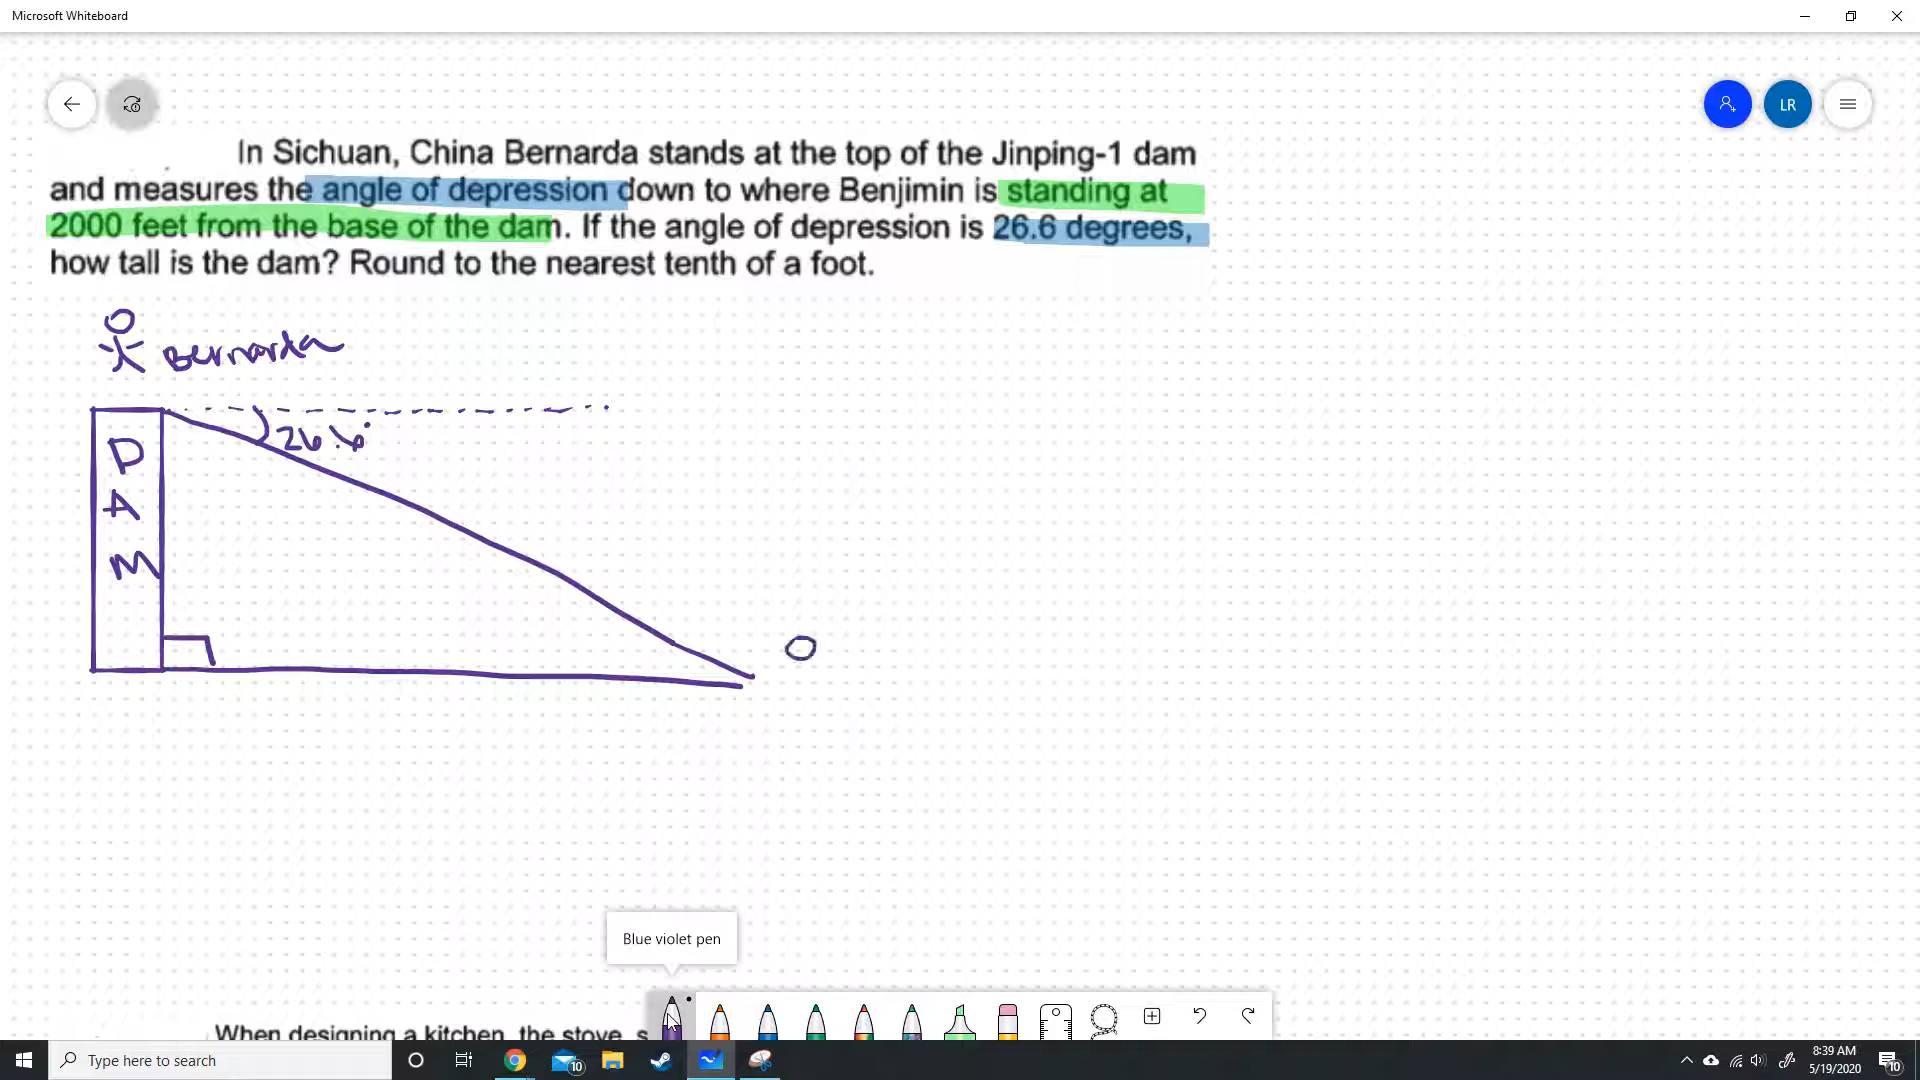 Microsoft Whiteboard
LR
In Sichuan, China Bernarda stands at the top of the Jinping-1 dam
and measures the angle of depression down to where Benjimin is standing at
2000 feet from the base of the dam. If the angle of depression is 26.6 degrees,
how tall is the dam? Round to the nearest tenth of a foot.
Bernarda
26.6°
D
A
M
Blue violet pen
When designing a kitchen, the stove, s
Type here to search
10
8:39 AM
5/19/2020
10